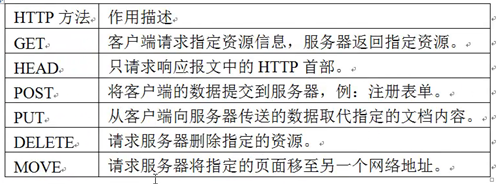 HTTP 方法 作用描述
GET 客户端请求指定资源信息，服务器返回指定资源。
HEAD 只请求响应报文中的 HTTP 首部。
POST 将客户端的数据提交到服务器，例：注册表单。
PUT 从客户端向服务器传送的数据取代指定的文档内容。
DELETE 请求服务器删除指定的资源。
MOVE 请求服务器将指定的页面移至另一个网络地址。